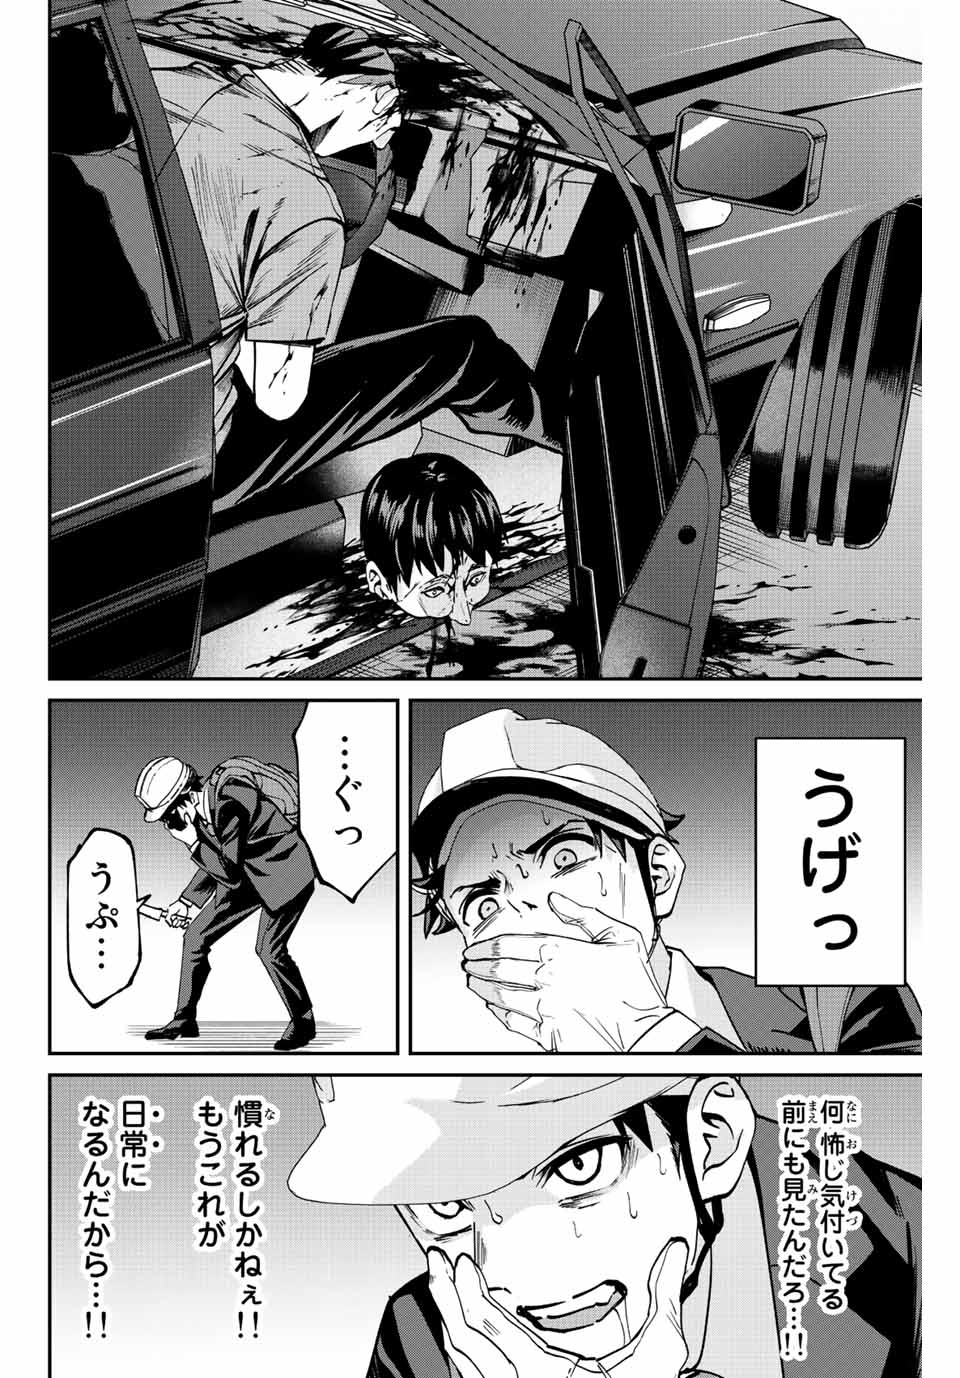 うげっ
…ぐっ
うぷ…
何怖じ気付いてる
前にも見たんだろ…!!
慣れるしかねぇ!!
もうこれが
日常に
なるんだから…!!